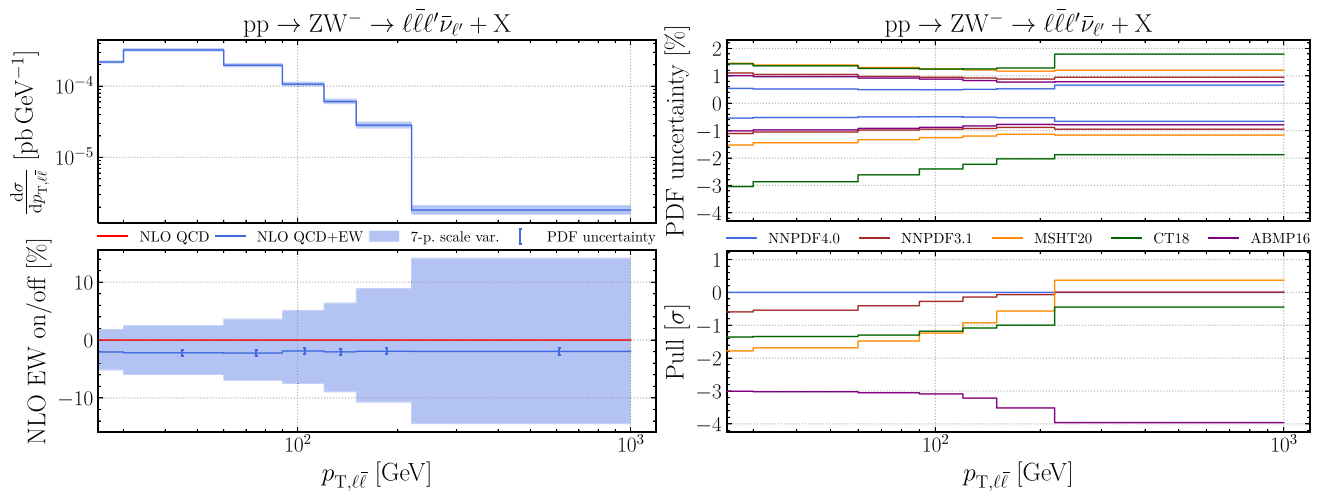 pp → ZW⁻ → ℓℓ̄ℓ′ν̄ℓ′ + X
dσ/dp_T,ℓℓ̄ [pb GeV⁻¹]
10⁻⁴
10⁻⁵
NLO QCD
NLO QCD+EW
7-p. scale var.
PDF uncertainty
NLO EW on/off [%]
10
0
−10
10²
10³
p_T,ℓℓ̄ [GeV]
pp → ZW⁻ → ℓℓ̄ℓ′ν̄ℓ′ + X
PDF uncertainty [%]
2
1
0
−1
−2
−3
−4
NNPDF4.0
NNPDF3.1
MSHT20
CT18
ABMP16
Pull [σ]
1
0
−1
−2
−3
−4
10²
10³
p_T,ℓℓ̄ [GeV]